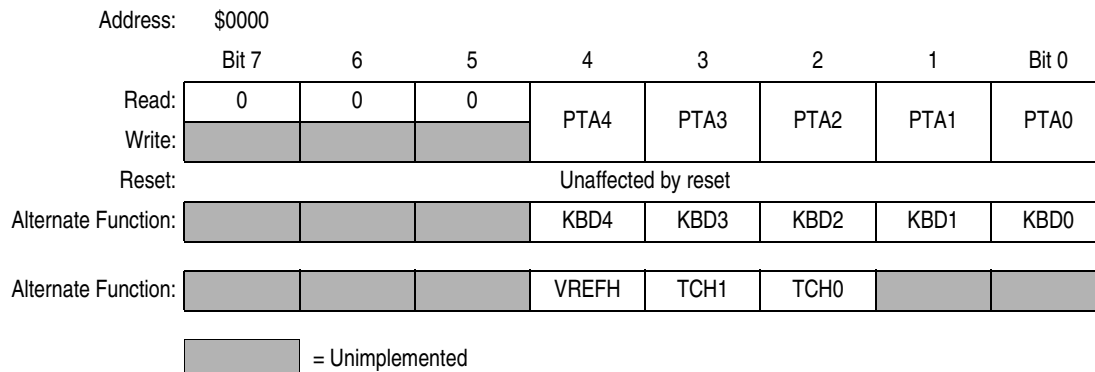 Address: $0000
Bit 7 6 5 4 3 2 1 Bit 0
Read: 0 0 0 PTA4 PTA3 PTA2 PTA1 PTA0
Write:
Reset: Unaffected by reset
Alternate Function: KBD4 KBD3 KBD2 KBD1 KBD0
Alternate Function: VREFH TCH1 TCH0
= Unimplemented